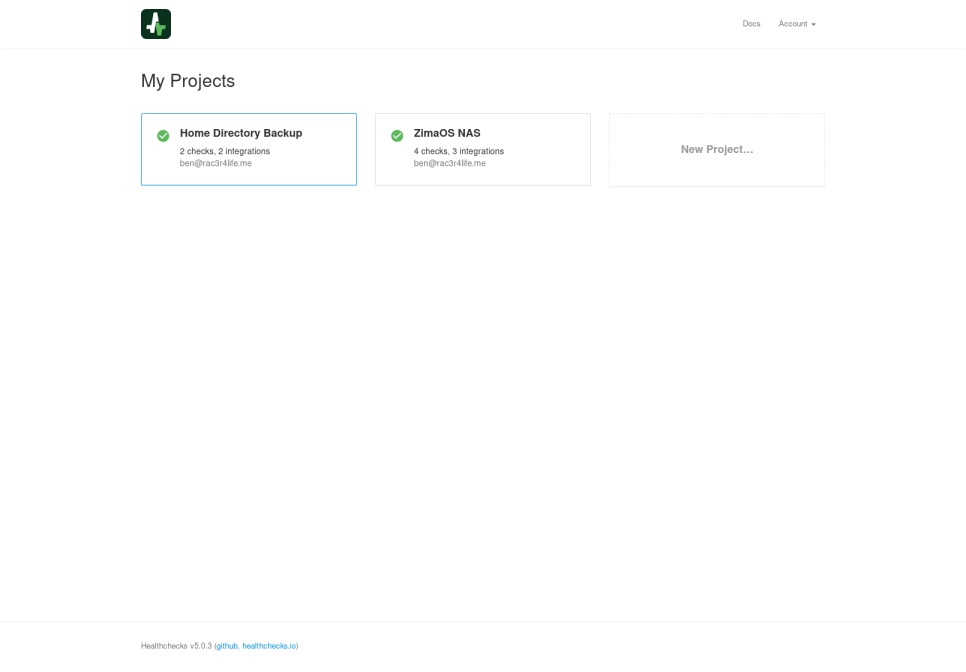 Docs
Account
My Projects
Home Directory Backup
2 checks, 2 integrations
ben@rac3r4life.me
ZimaOS NAS
4 checks, 3 integrations
ben@rac3r4life.me
New Project…
Healthchecks v5.0.3 (github, healthchecks.io)